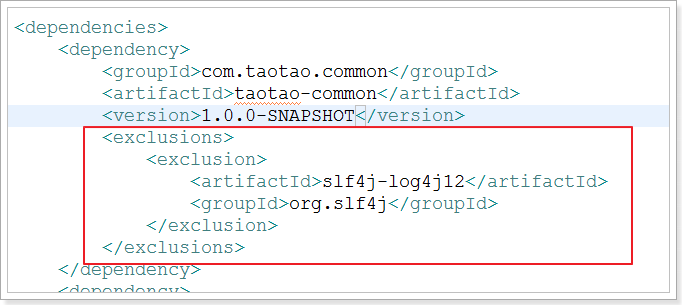 <dependencies>
<dependency>
<groupId>com.taotao.common</groupId>
<artifactId>taotao-common</artifactId>
<version>1.0.0-SNAPSHOT</version>
<exclusions>
<exclusion>
<artifactId>slf4j-log4j12</artifactId>
<groupId>org.slf4j</groupId>
</exclusion>
</exclusions>
</dependency>
<dependency>